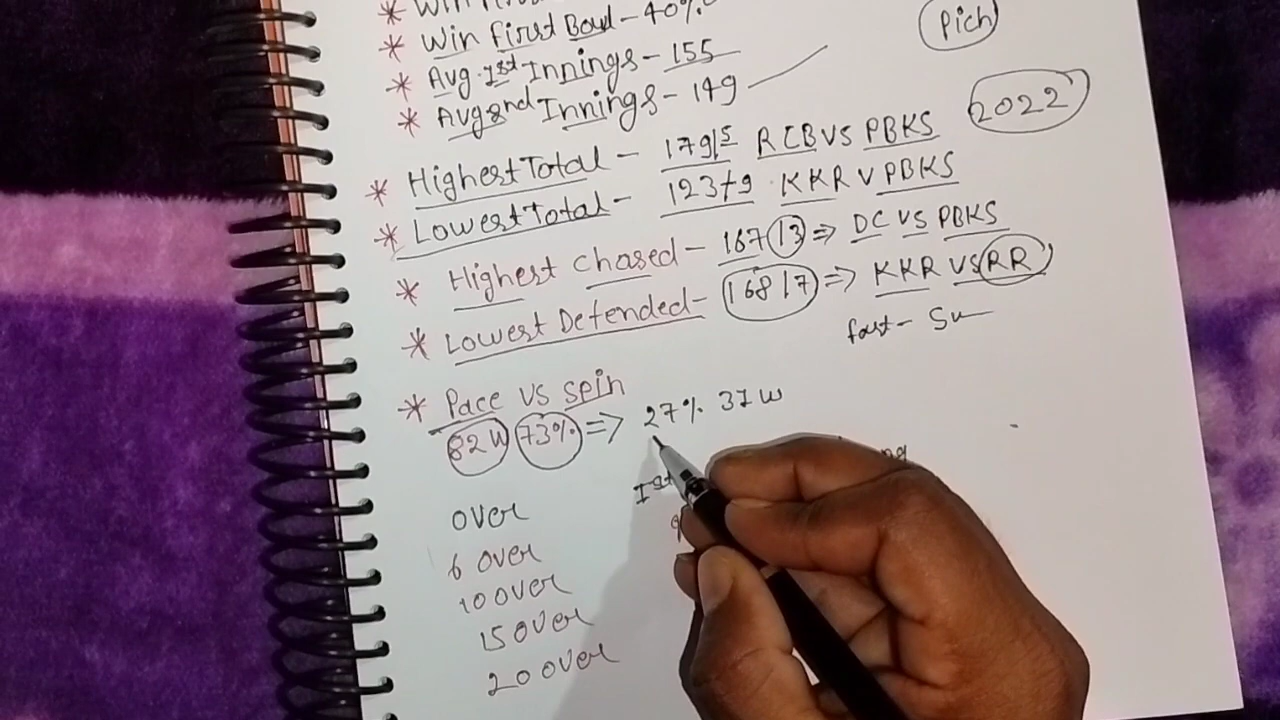 * Win
* Win First Bowl - 40%
* Avg. 1st Innings - 155
* Avg 2nd Innings - 149
Pich
2022
* Highest Total - 179/5 RCB VS PBKS
* Lowest Total - 123/9 KKR V PBKS
* Highest Chased - 167/3 => DC VS PBKS
* Lowest Defended - 168/7 => KKR VS RR
fast - Su
* Pace VS Spin
82 W 73% => 27% 37 W
Over Ist
6 Over
10 Over
15 Over
20 Over